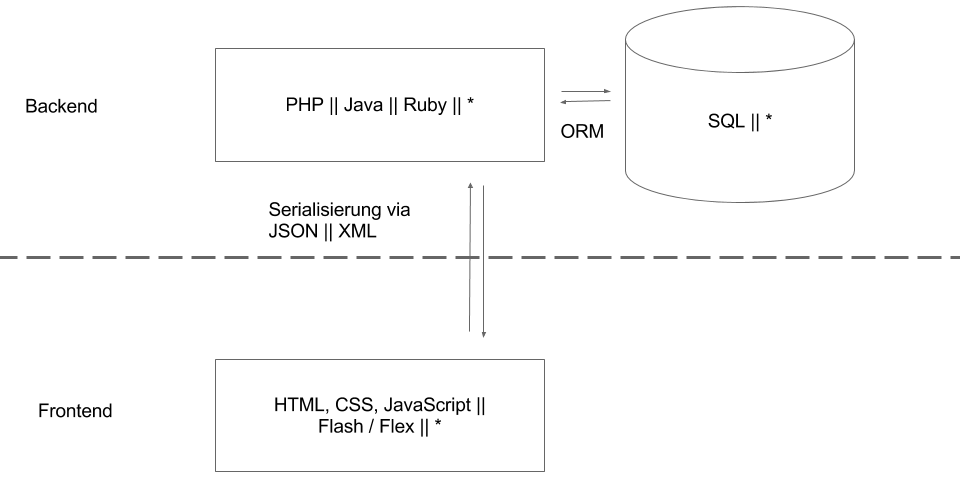 Backend
PHP || Java || Ruby || *
ORM
SQL || *
Serialisierung via
JSON || XML
Frontend
HTML, CSS, JavaScript ||
Flash / Flex || *